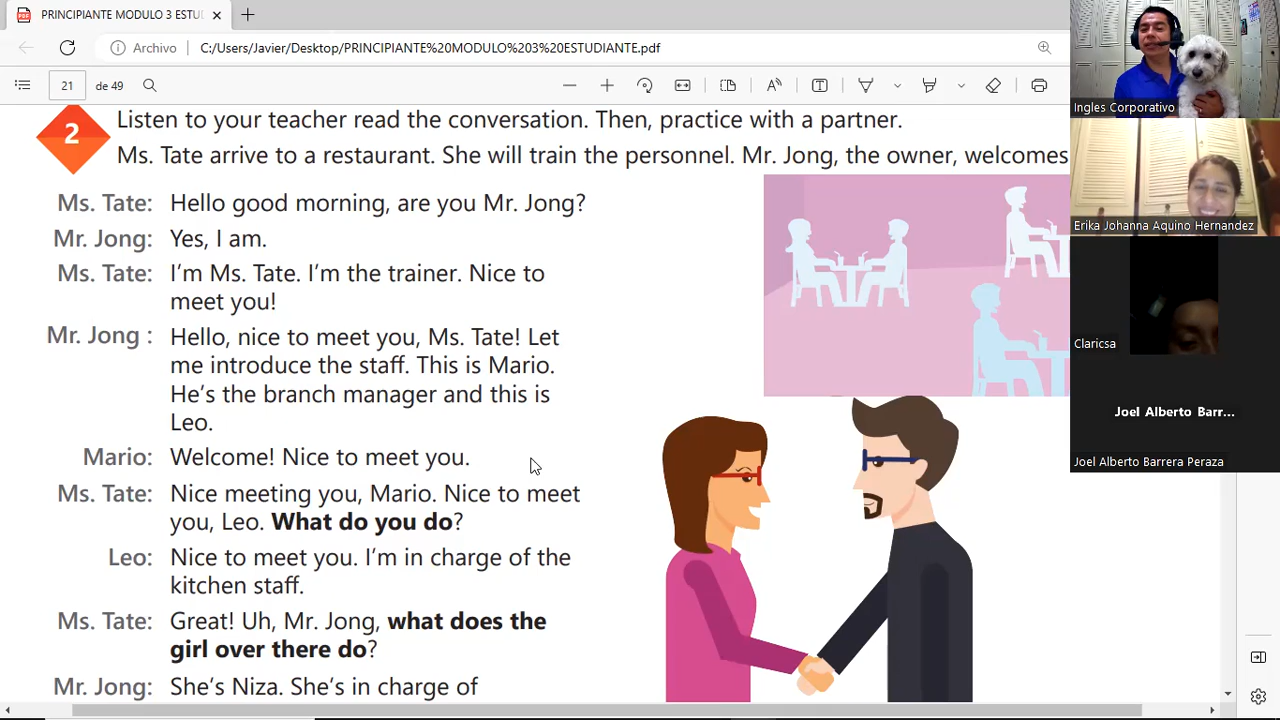 PRINCIPIANTE MODULO 3 ESTU
Archivo
C:/Users/Javier/Desktop/PRINCIPIANTE%20MODULO%203%20ESTUDIANTE.pdf
21
de 49
2
Listen to your teacher read the conversation. Then, practice with a partner.
Ms. Tate arrive to a restaurant. She will train the personnel. Mr. Jong, the owner, welcomes
Ms. Tate: Hello good morning, are you Mr. Jong?
Mr. Jong: Yes, I am.
Ms. Tate: I'm Ms. Tate. I'm the trainer. Nice to
meet you!
Mr. Jong : Hello, nice to meet you, Ms. Tate! Let
me introduce the staff. This is Mario.
He's the branch manager and this is
Leo.
Mario: Welcome! Nice to meet you.
Ms. Tate: Nice meeting you, Mario. Nice to meet
you, Leo. What do you do?
Leo: Nice to meet you. I'm in charge of the
kitchen staff.
Ms. Tate: Great! Uh, Mr. Jong, what does the
girl over there do?
Mr. Jong: She's Niza. She's in charge of
Ingles Corporativo
Erika Johanna Aquino Hernandez
Claricsa
Joel Alberto Barr...
Joel Alberto Barrera Peraza